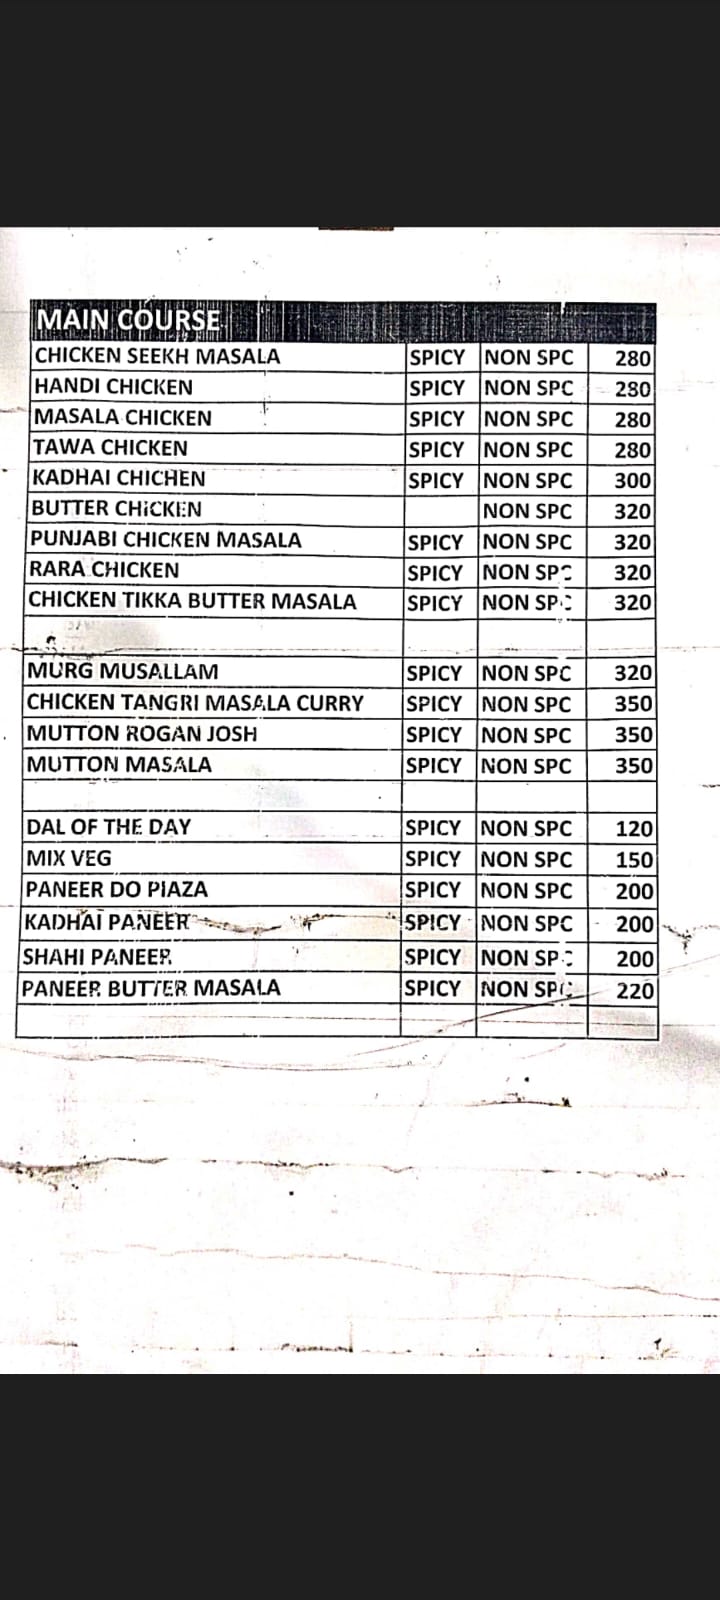 MAIN COURSE
CHICKEN SEEKH MASALA SPICY NON SPC 280
HANDI CHICKEN SPICY NON SPC 280
MASALA CHICKEN SPICY NON SPC 280
TAWA CHICKEN SPICY NON SPC 280
KADHAI CHICHEN SPICY NON SPC 300
BUTTER CHICKEN NON SPC 320
PUNJABI CHICKEN MASALA SPICY NON SPC 320
RARA CHICKEN SPICY NON SPC 320
CHICKEN TIKKA BUTTER MASALA SPICY NON SPC 320
MURG MUSALLAM SPICY NON SPC 320
CHICKEN TANGRI MASALA CURRY SPICY NON SPC 350
MUTTON ROGAN JOSH SPICY NON SPC 350
MUTTON MASALA SPICY NON SPC 350
DAL OF THE DAY SPICY NON SPC 120
MIX VEG SPICY NON SPC 150
PANEER DO PIAZA SPICY NON SPC 200
KADHAI PANEER SPICY NON SPC 200
SHAHI PANEER SPICY NON SPC 200
PANEER BUTTER MASALA SPICY NON SPC 220